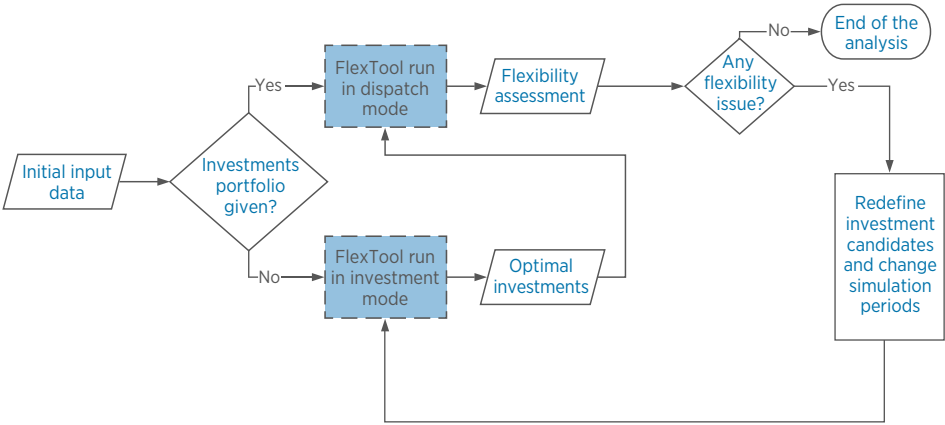 Initial input
data
Investments
portfolio
given?
Yes
FlexTool run
in dispatch
mode
Flexibility
assessment
Any
flexibility
issue?
No
End of the
analysis
Yes
Redefine
investment
candidates
and change
simulation
periods
No
FlexTool run
in investment
mode
Optimal
investments